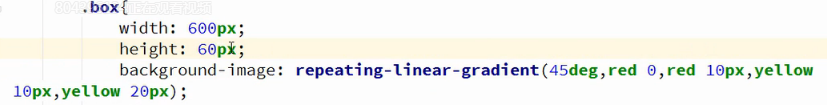 .box{
width: 600px;
height: 60px;
background-image: repeating-linear-gradient(45deg,red 0,red 10px,yellow
10px,yellow 20px);